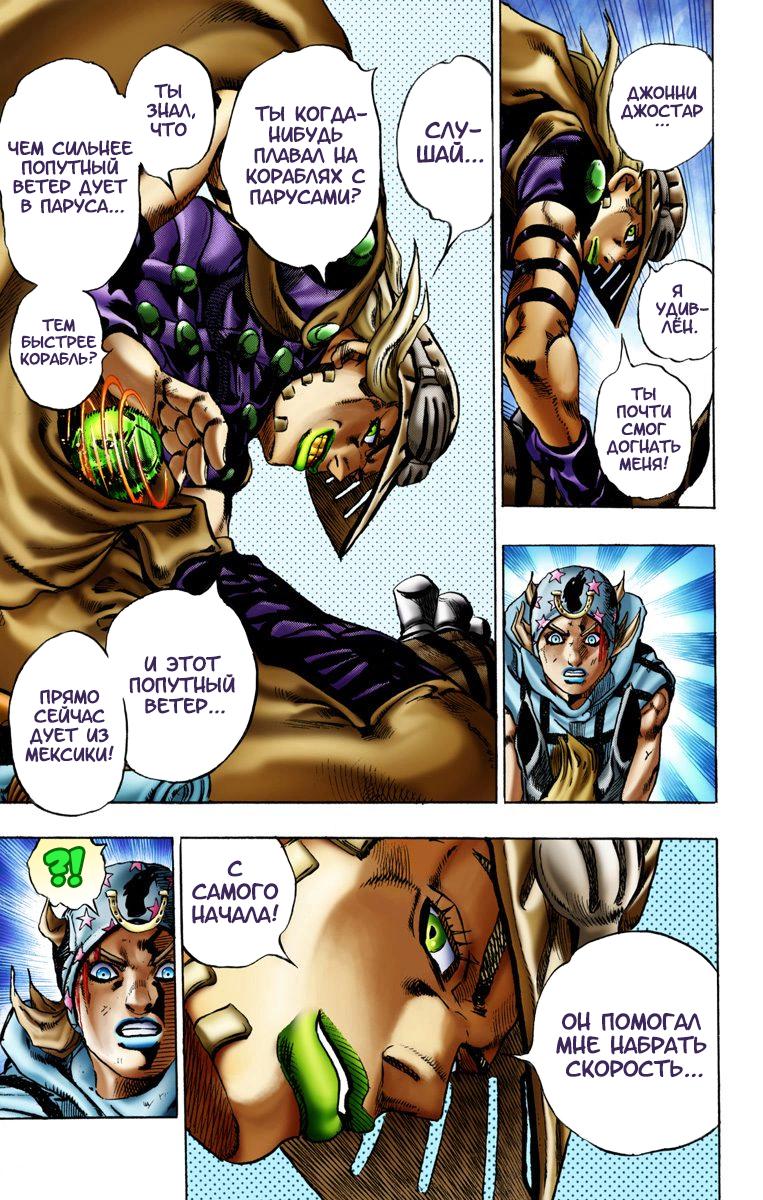 ДЖОННИ
ДЖОСТАР
...
Я
УДИВ-
ЛЁН.
ТЫ
ПОЧТИ
СМОГ
ДОГНАТЬ
МЕНЯ!
СЛУ-
ШАЙ...
ТЫ КОГДА-
НИБУДЬ
ПЛАВАЛ НА
КОРАБЛЯХ С
ПАРУСАМИ?
ТЫ
ЗНАЛ,
ЧТО
ЧЕМ СИЛЬНЕЕ
ПОПУТНЫЙ
ВЕТЕР ДУЕТ
В ПАРУСА...
ТЕМ
БЫСТРЕЕ
КОРАБЛЬ?
И ЭТОТ
ПОПУТНЫЙ
ВЕТЕР...
ПРЯМО
СЕЙЧАС
ДУЕТ ИЗ
МЕКСИКИ!
ОН ПОМОГАЛ
МНЕ НАБРАТЬ
СКОРОСТЬ...
С
САМОГО
НАЧАЛА!
?!